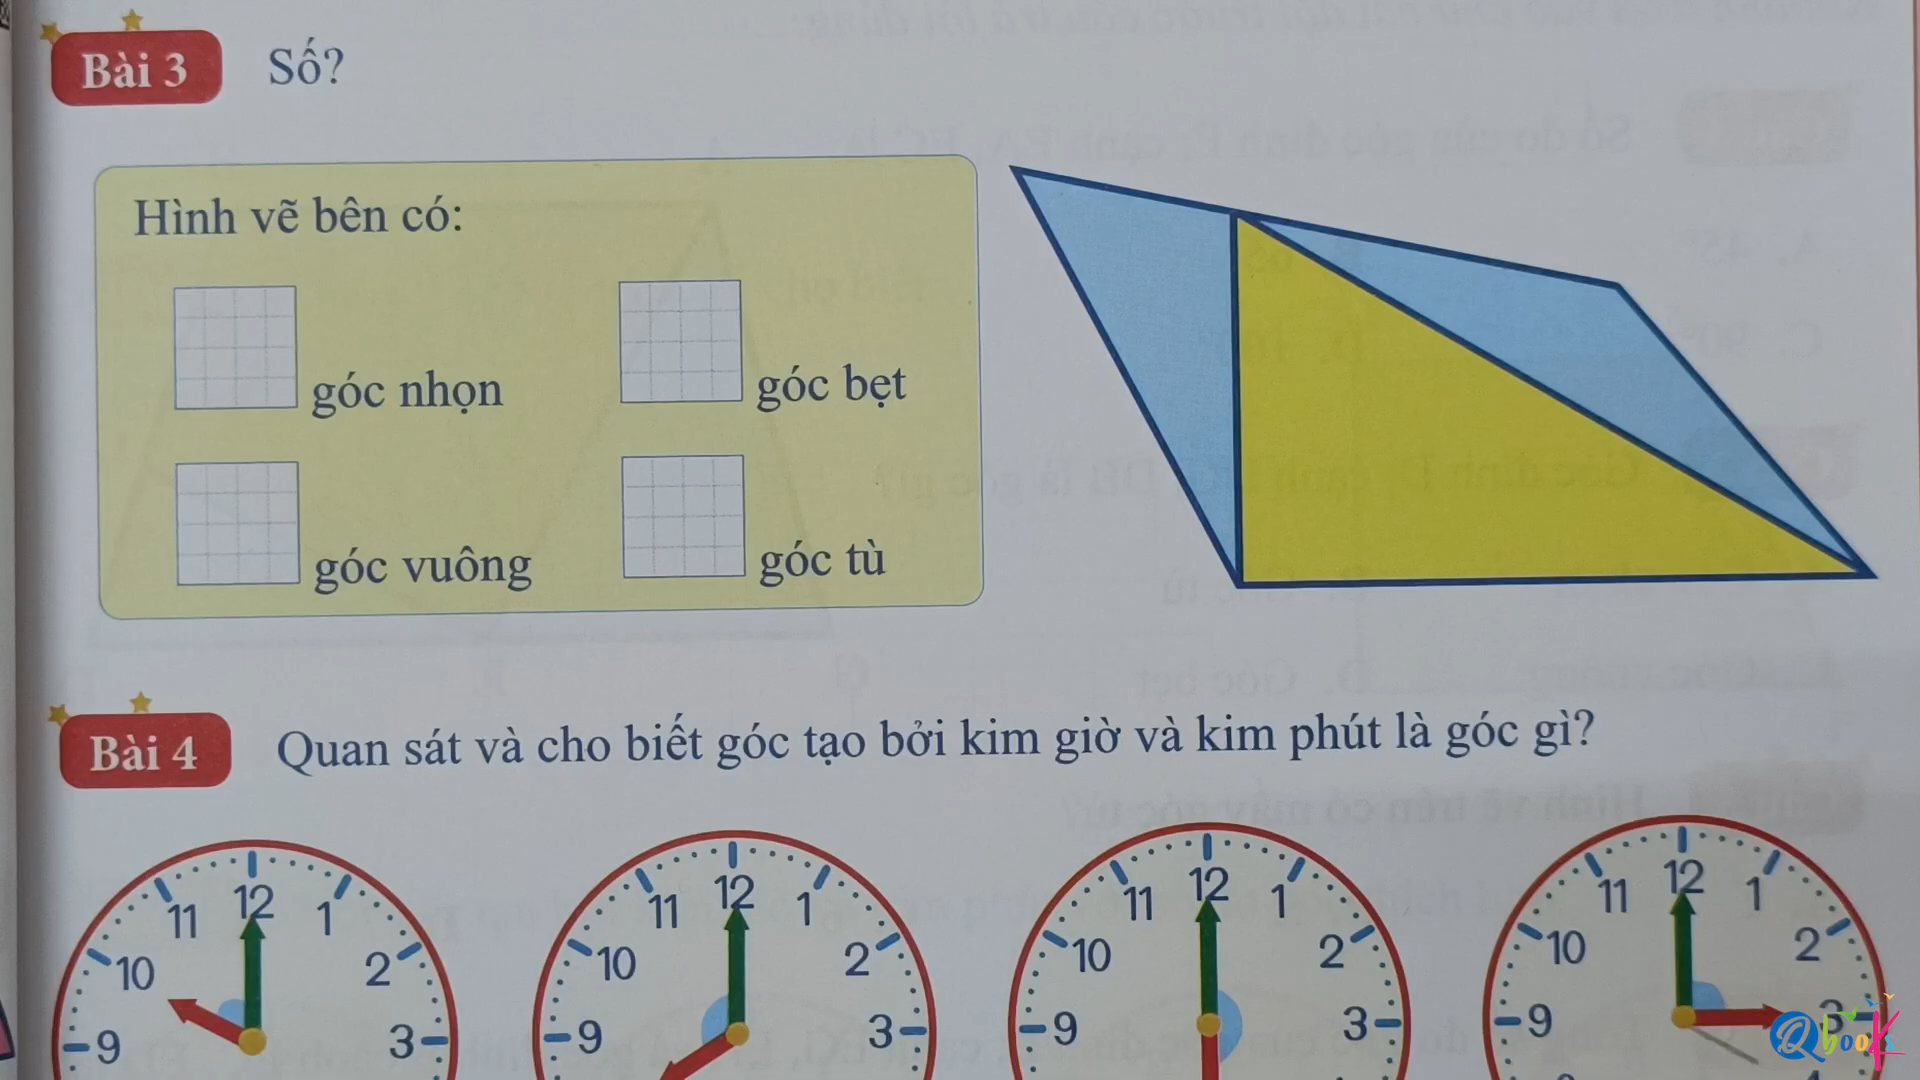 Bài 3 Số?
Hình vẽ bên có:
góc nhọn góc bẹt
góc vuông góc tù
Bài 4 Quan sát và cho biết góc tạo bởi kim giờ và kim phút là góc gì?
11 12 1 11 12 1 11 12 1 11 12 1
10 2 10 2 10 2 10 2
9 3 9 3 9 3 9 3
Qbook